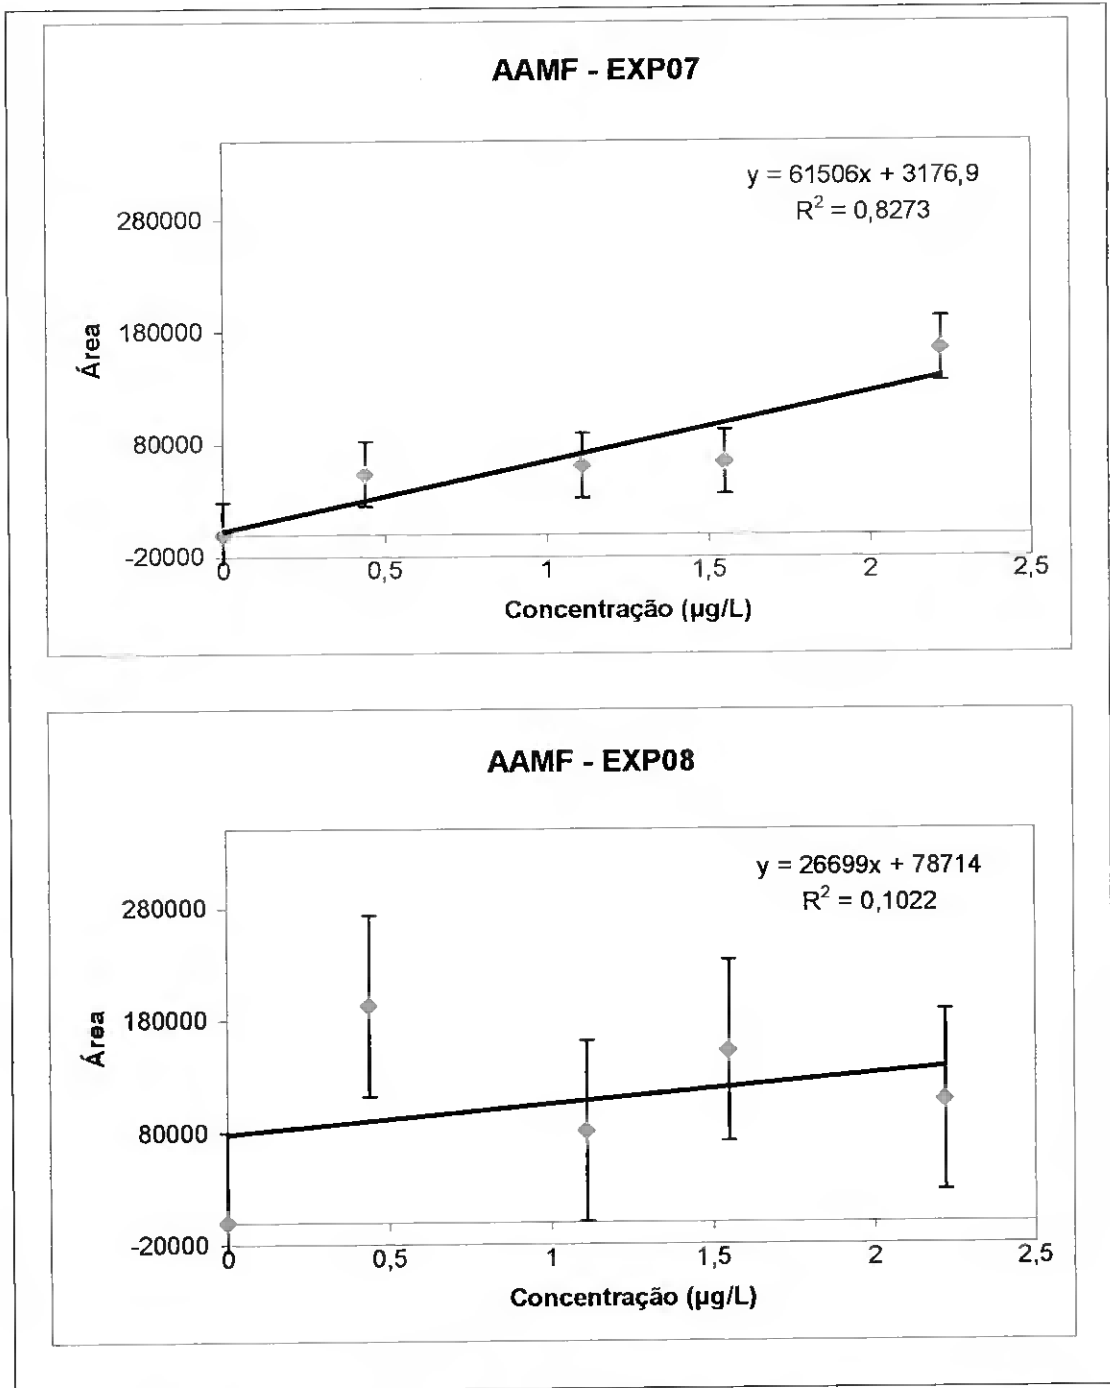 AAMF - EXP07
y = 61506x + 3176,9
R² = 0,8273
280000
180000
80000
-20000
Área
0 0,5 1 1,5 2 2,5
Concentração (µg/L)
AAMF - EXP08
y = 26699x + 78714
R² = 0,1022
280000
180000
80000
-20000
Área
0 0,5 1 1,5 2 2,5
Concentração (µg/L)